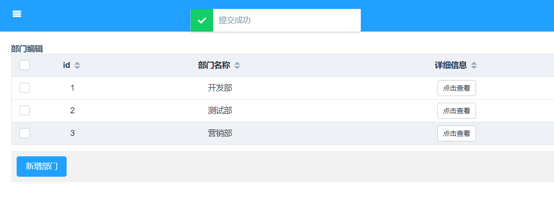 提交成功
部门编辑
id 部门名称 详细信息
1 开发部 点击查看
2 测试部 点击查看
3 营销部 点击查看
新增部门